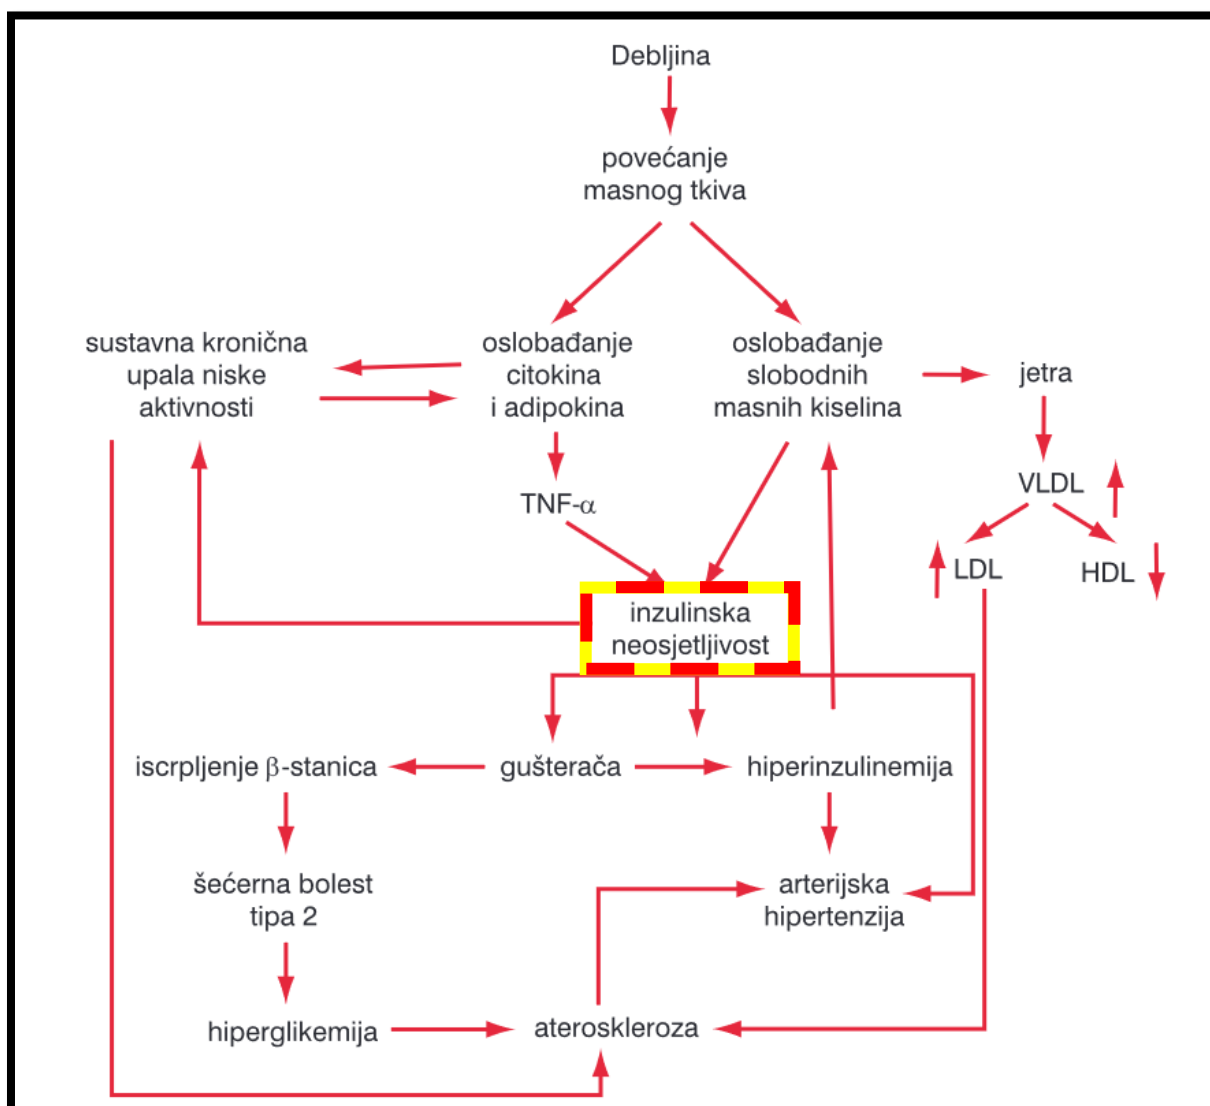 Debljina
povećanje
masnog tkiva
sustavna kronična
upala niske
aktivnosti
oslobađanje
citokina
i adipokina
oslobađanje
slobodnih
masnih kiselina
jetra
TNF-α
VLDL
LDL
HDL
inzulinska
neosjetljivost
iscrpljenje β-stanica
gušterača
hiperinzulinemija
šećerna bolest
tipa 2
arterijska
hipertenzija
hiperglikemija
ateroskleroza